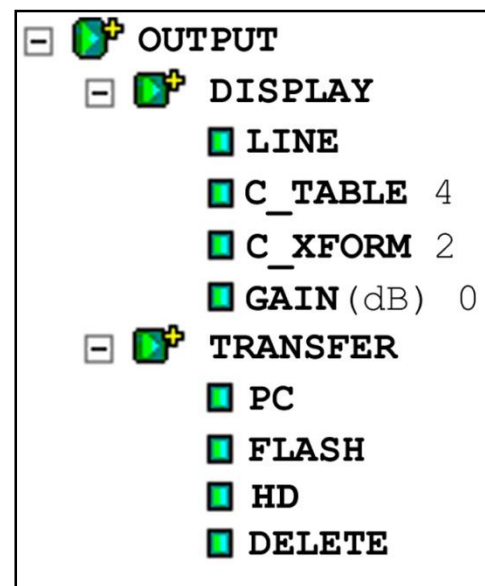 OUTPUT
DISPLAY
LINE
C_TABLE 4
C_XFORM 2
GAIN(dB) 0
TRANSFER
PC
FLASH
HD
DELETE